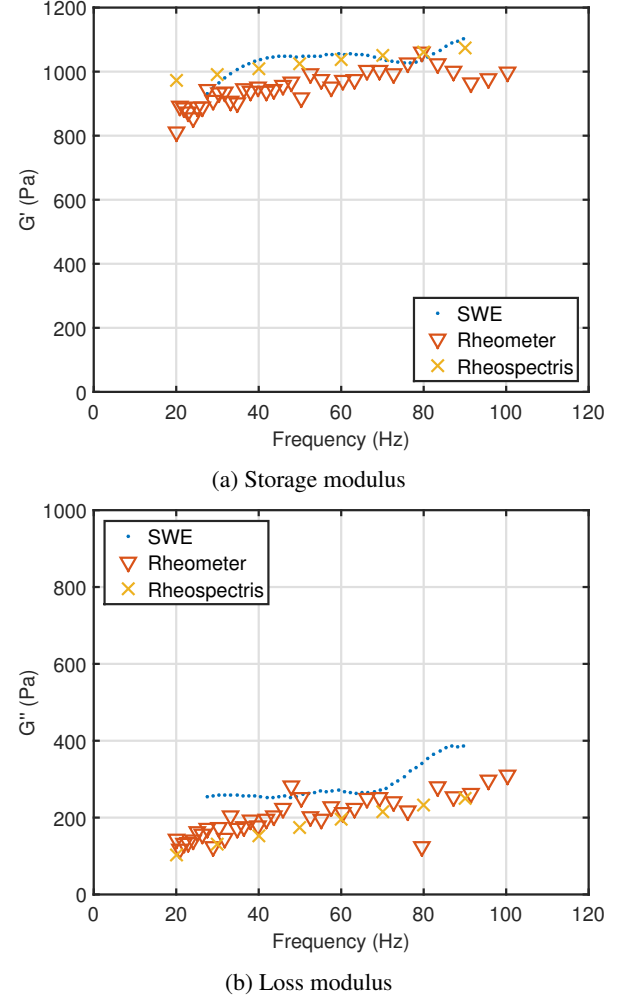 1200
1000
800
600
400
200
0
G' (Pa)
SWE
Rheometer
Rheospectris
0 20 40 60 80 100 120
Frequency (Hz)
(a) Storage modulus
1000
800
600
400
200
0
G'' (Pa)
SWE
Rheometer
Rheospectris
0 20 40 60 80 100 120
Frequency (Hz)
(b) Loss modulus